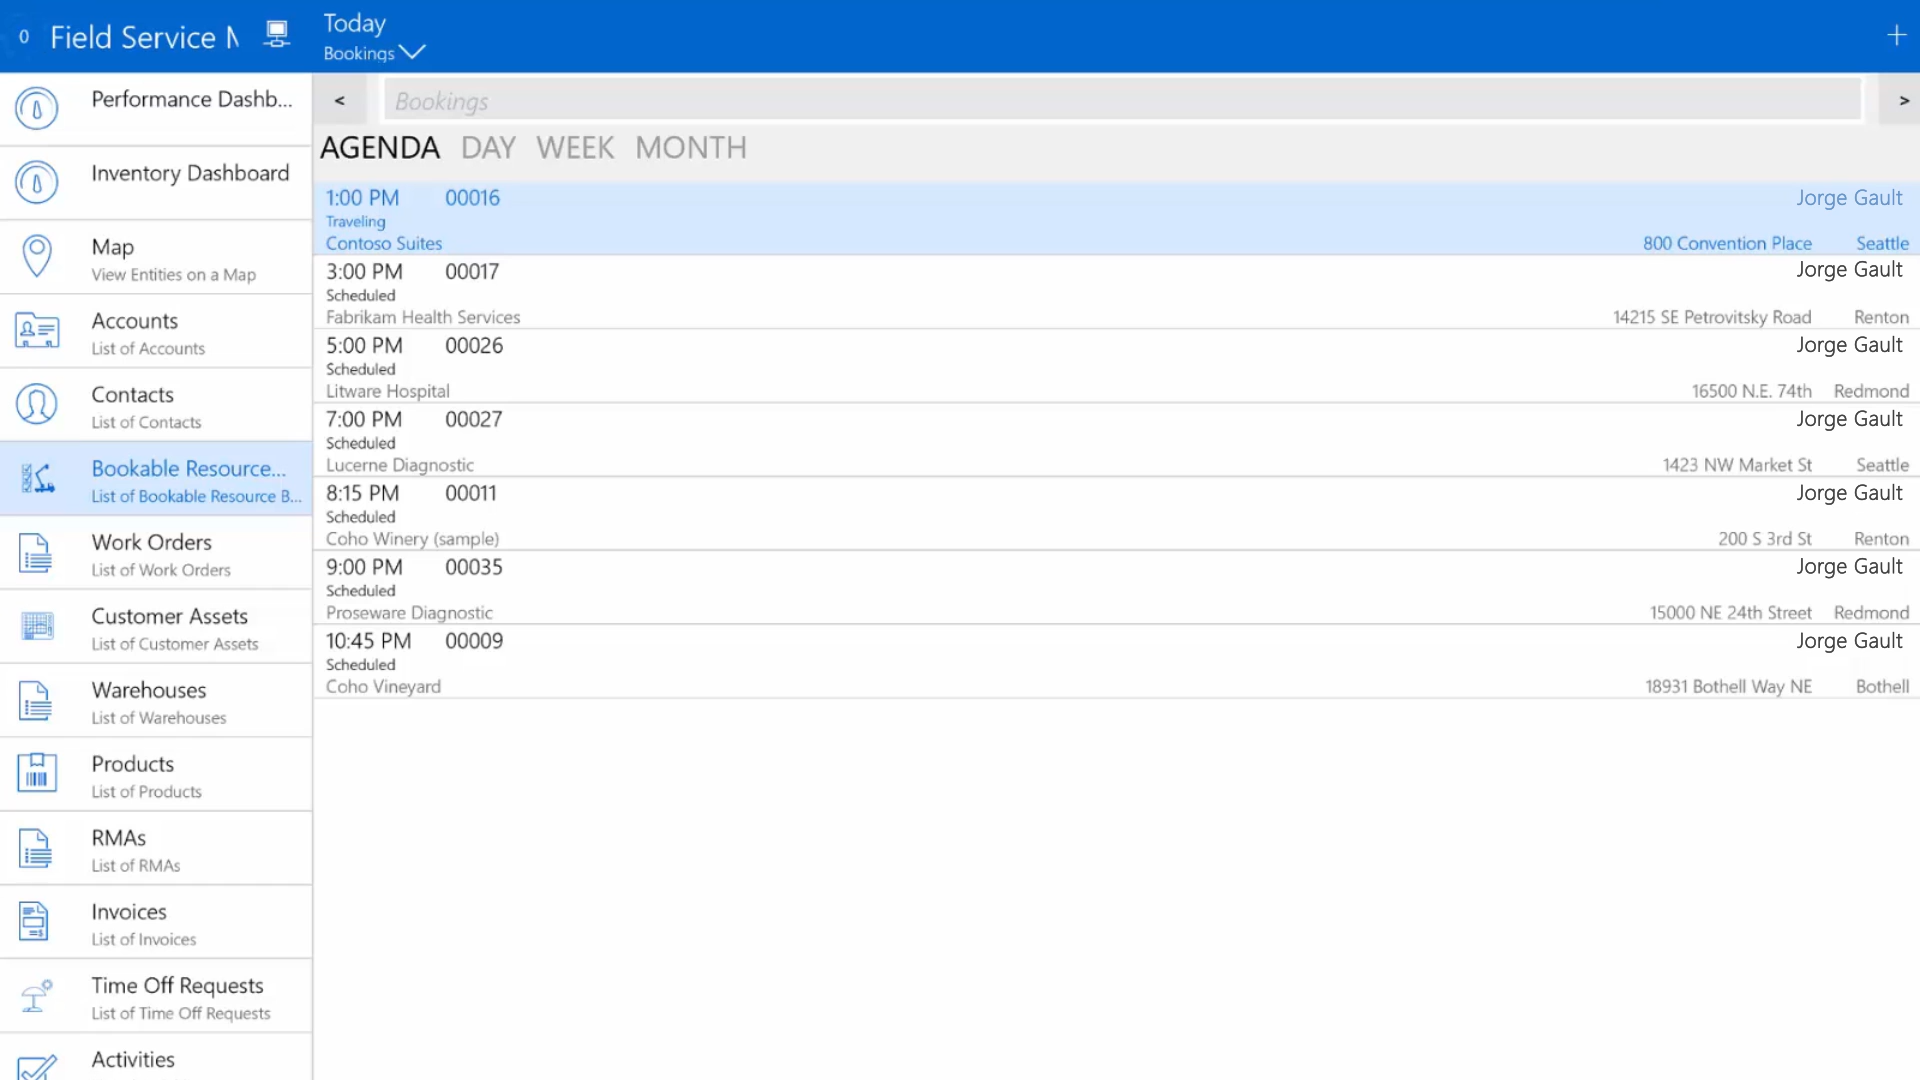 0 Field Service M
Today
Bookings
+
Performance Dashb...
Inventory Dashboard
Map
View Entities on a Map
Accounts
List of Accounts
Contacts
List of Contacts
Bookable Resource...
List of Bookable Resource B...
Work Orders
List of Work Orders
Customer Assets
List of Customer Assets
Warehouses
List of Warehouses
Products
List of Products
RMAs
List of RMAs
Invoices
List of Invoices
Time Off Requests
List of Time Off Requests
Activities
< Bookings >
AGENDA DAY WEEK MONTH
1:00 PM 00016 Jorge Gault
Traveling
Contoso Suites 800 Convention Place Seattle
3:00 PM 00017 Jorge Gault
Scheduled
Fabrikam Health Services 14215 SE Petrovitsky Road Renton
5:00 PM 00026 Jorge Gault
Scheduled
Litware Hospital 16500 N.E. 74th Redmond
7:00 PM 00027 Jorge Gault
Scheduled
Lucerne Diagnostic 1423 NW Market St Seattle
8:15 PM 00011 Jorge Gault
Scheduled
Coho Winery (sample) 200 S 3rd St Renton
9:00 PM 00035 Jorge Gault
Scheduled
Proseware Diagnostic 15000 NE 24th Street Redmond
10:45 PM 00009 Jorge Gault
Scheduled
Coho Vineyard 18931 Bothell Way NE Bothell